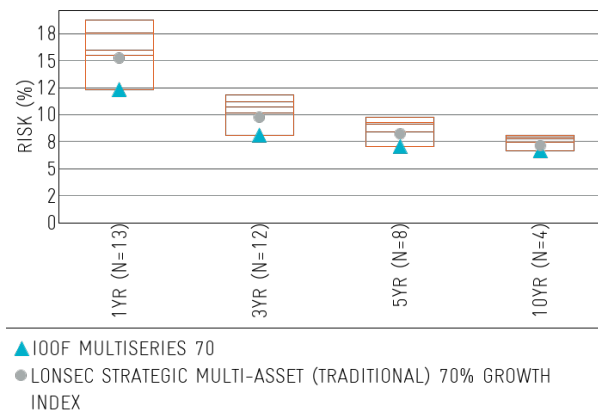 18
15
12
10
8
5
2
0
RISK (%)
1YR (N=13)
3YR (N=12)
5YR (N=8)
10YR (N=4)
IOOF MULTISERIES 70
LONSEC STRATEGIC MULTI-ASSET (TRADITIONAL) 70% GROWTH
INDEX